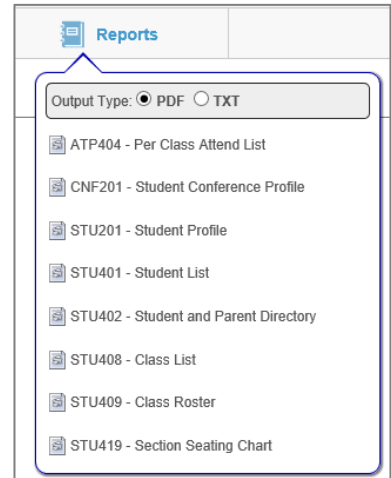 Reports
Output Type: PDF TXT
ATP404 - Per Class Attend List
CNF201 - Student Conference Profile
STU201 - Student Profile
STU401 - Student List
STU402 - Student and Parent Directory
STU408 - Class List
STU409 - Class Roster
STU419 - Section Seating Chart